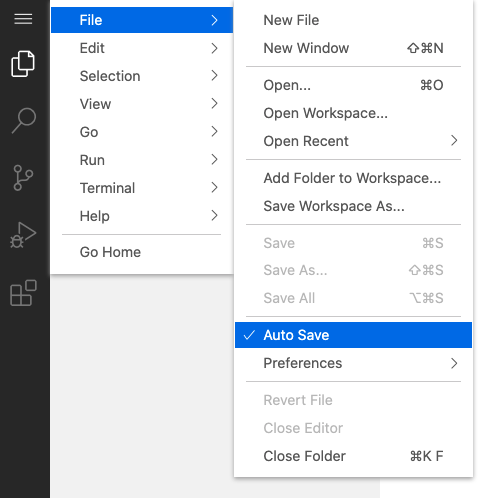 File
Edit
Selection
View
Go
Run
Terminal
Help
Go Home
New File
New Window ⇧⌘N
Open... ⌘O
Open Workspace...
Open Recent
Add Folder to Workspace...
Save Workspace As...
Save ⌘S
Save As... ⇧⌘S
Save All ⌥⌘S
✓ Auto Save
Preferences
Revert File
Close Editor
Close Folder ⌘K F